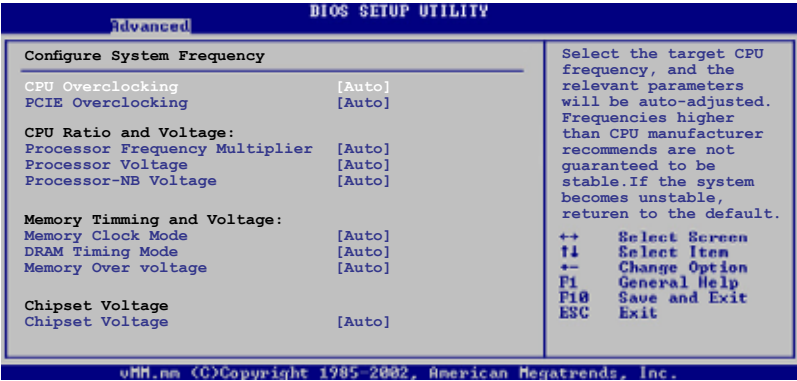 BIOS SETUP UTILITY
Advanced
Configure System Frequency
CPU Overclocking [Auto]
PCIE Overclocking [Auto]
CPU Ratio and Voltage:
Processor Frequency Multiplier [Auto]
Processor Voltage [Auto]
Processor-NB Voltage [Auto]
Memory Timming and Voltage:
Memory Clock Mode [Auto]
DRAM Timing Mode [Auto]
Memory Over voltage [Auto]
Chipset Voltage
Chipset Voltage [Auto]
Select the target CPU
frequency, and the
relevant parameters
will be auto-adjusted.
Frequencies higher
than CPU manufacturer
recommends are not
guaranteed to be
stable.If the system
becomes unstable,
returen to the default.
←→ Select Screen
↑↓ Select Item
+- Change Option
F1 General Help
F10 Save and Exit
ESC Exit
vMM.mm (C)Copyright 1985-2002, American Megatrends, Inc.